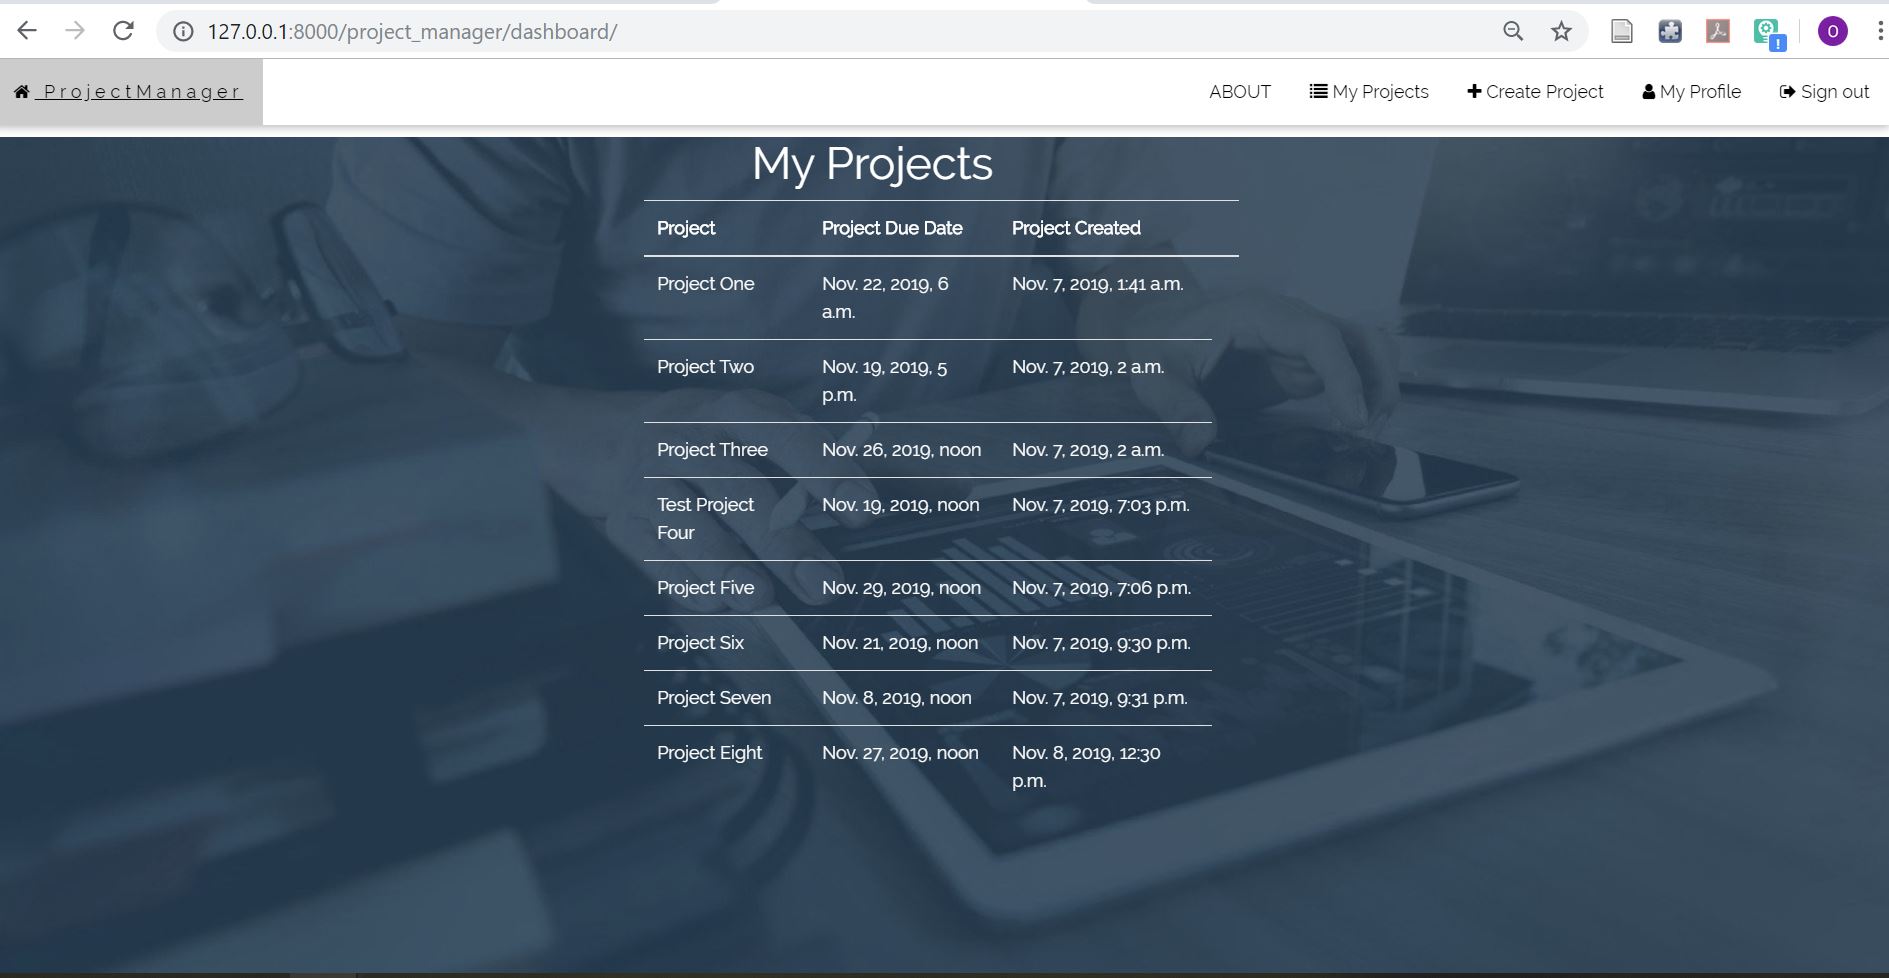 127.0.0.1:8000/project_manager/dashboard/
O
ProjectManager
ABOUT My Projects Create Project My Profile Sign out
My Projects
Project Project Due Date Project Created
Project One Nov. 22, 2019, 6 Nov. 7, 2019, 1:41 a.m.
a.m.
Project Two Nov. 19, 2019, 5 Nov. 7, 2019, 2 a.m.
p.m.
Project Three Nov. 26, 2019, noon Nov. 7, 2019, 2 a.m.
Test Project Nov. 19, 2019, noon Nov. 7, 2019, 7:03 p.m.
Four
Project Five Nov. 29, 2019, noon Nov. 7, 2019, 7:06 p.m.
Project Six Nov. 21, 2019, noon Nov. 7, 2019, 9:30 p.m.
Project Seven Nov. 8, 2019, noon Nov. 7, 2019, 9:31 p.m.
Project Eight Nov. 27, 2019, noon Nov. 8, 2019, 12:30
p.m.